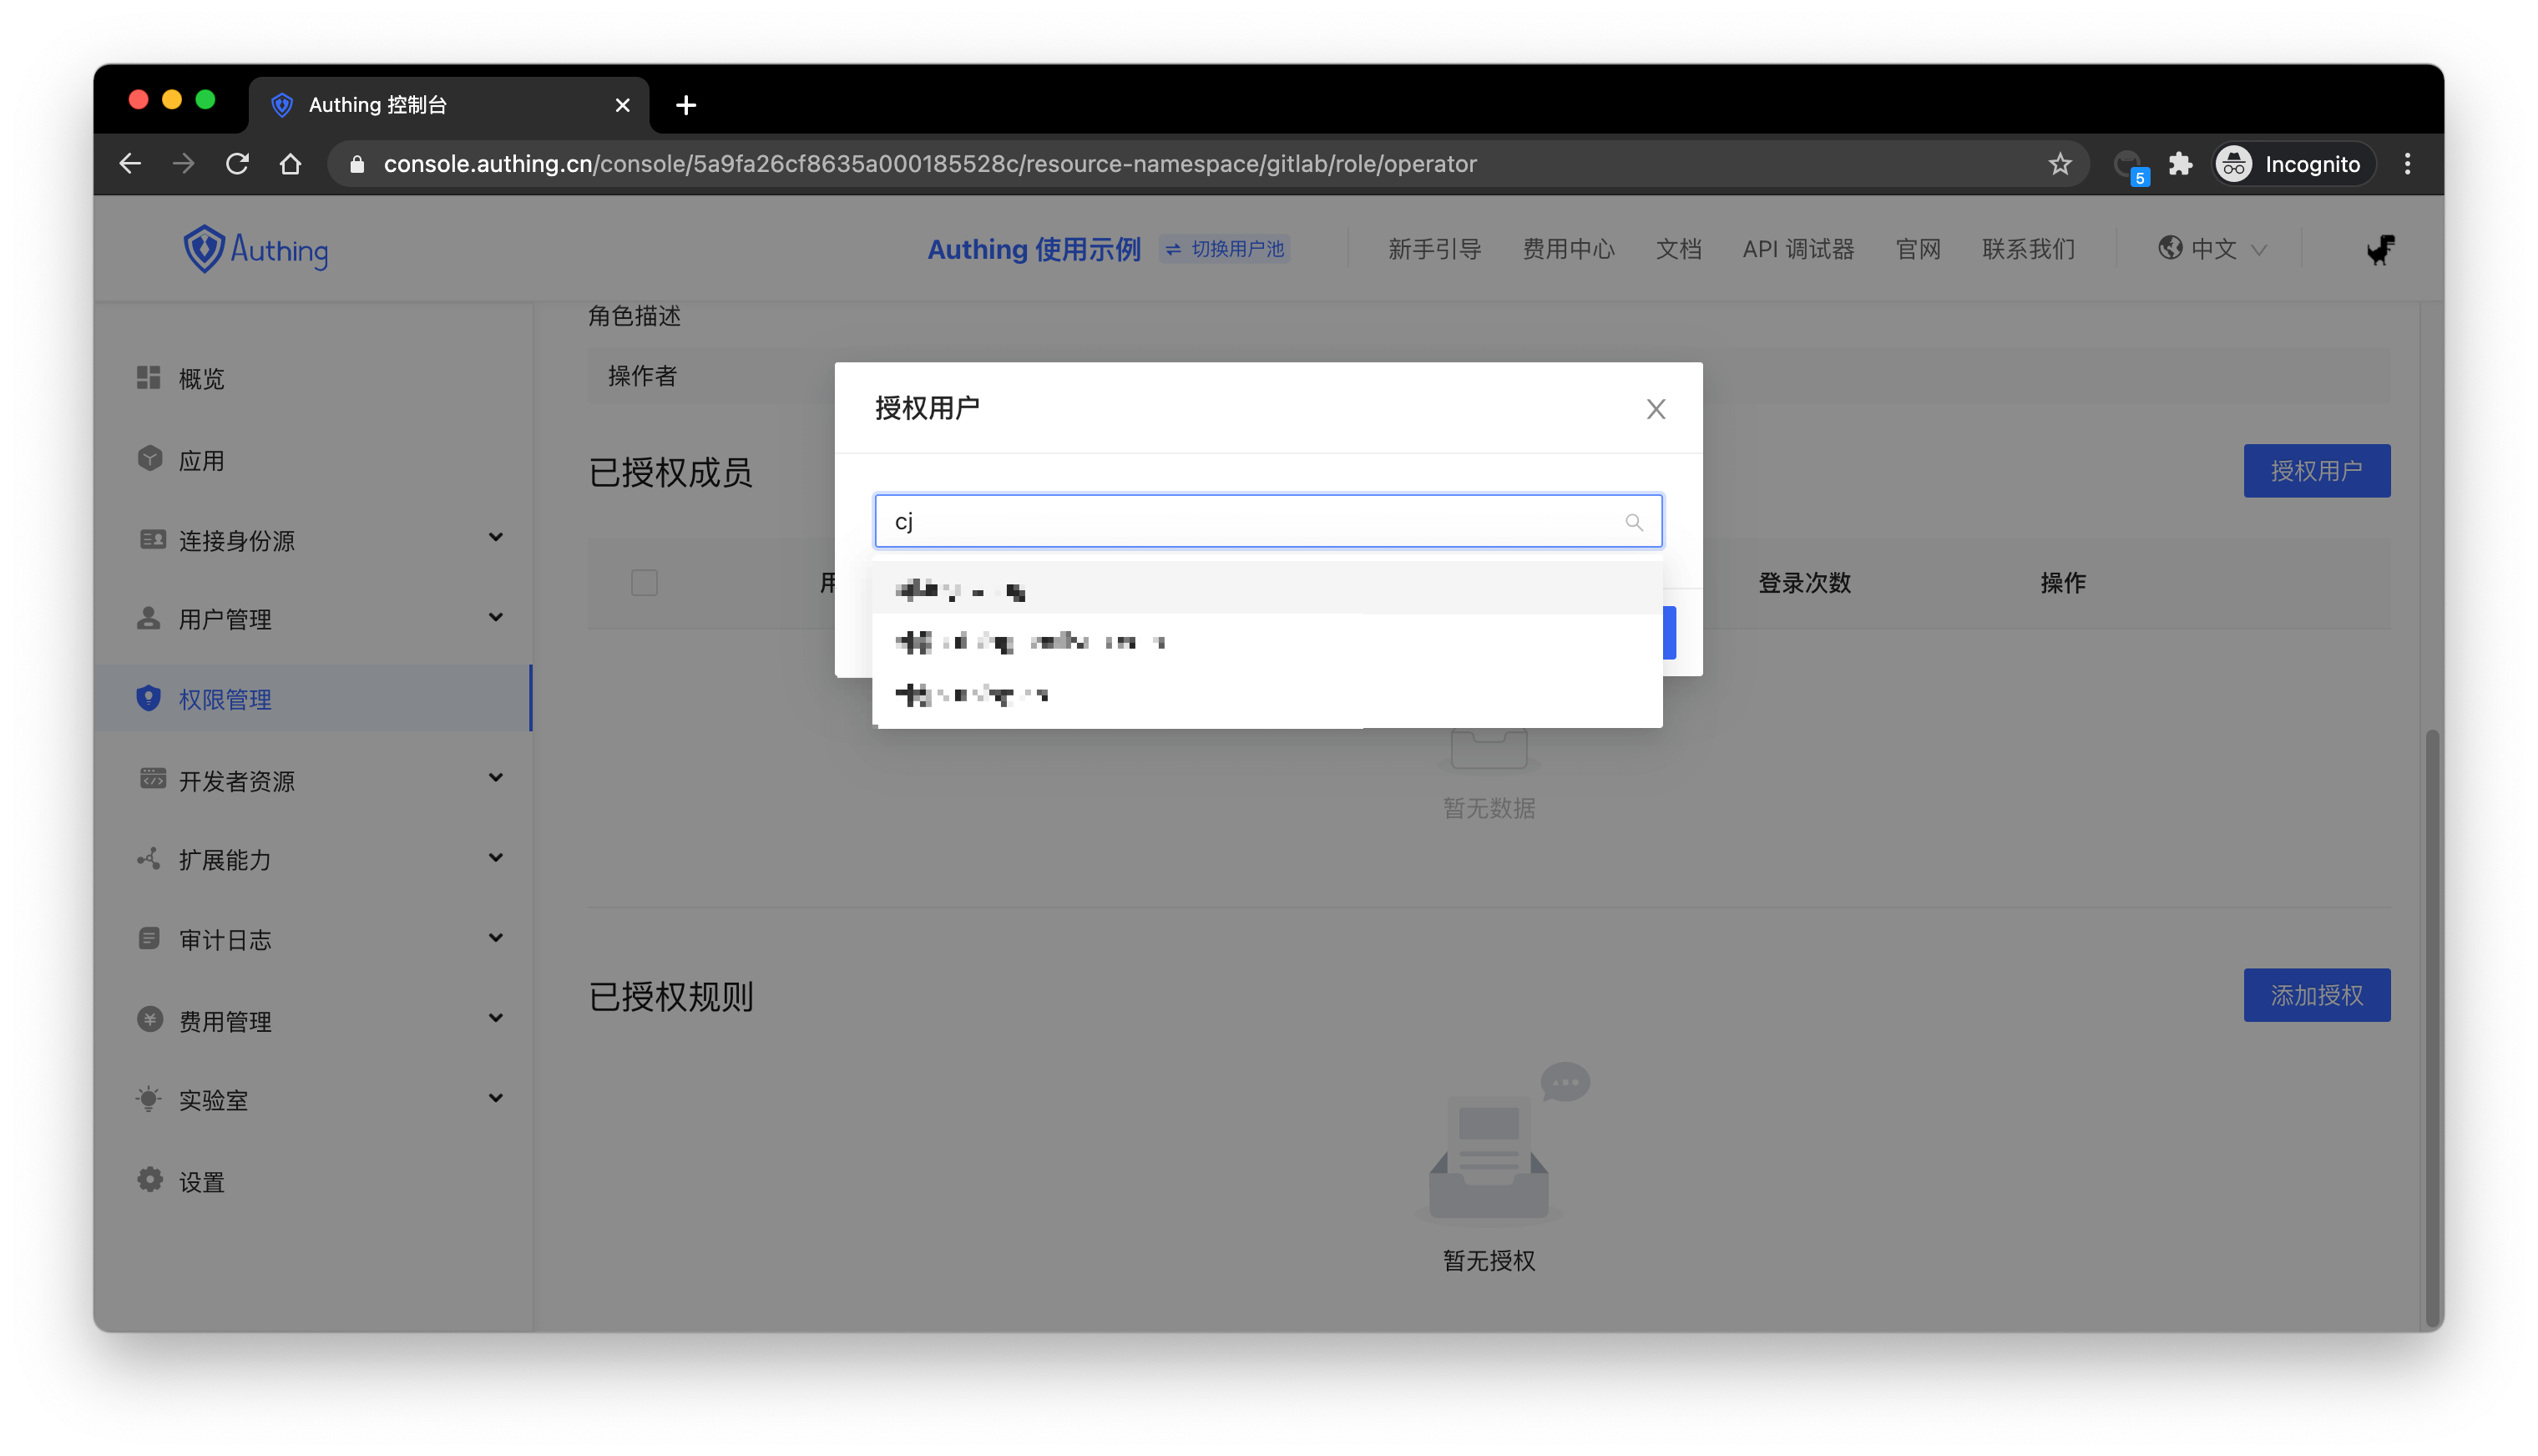 Authing 控制台
console.authing.cn/console/5a9fa26cf8635a000185528c/resource-namespace/gitlab/role/operator
5
Incognito
Authing
Authing 使用示例
切换用户池
新手引导
费用中心
文档
API 调试器
官网
联系我们
中文
概览
应用
连接身份源
用户管理
权限管理
开发者资源
扩展能力
审计日志
费用管理
实验室
设置
角色描述
操作者
已授权成员
授权用户
登录次数
操作
授权用户
cj
暂无数据
已授权规则
添加授权
暂无授权